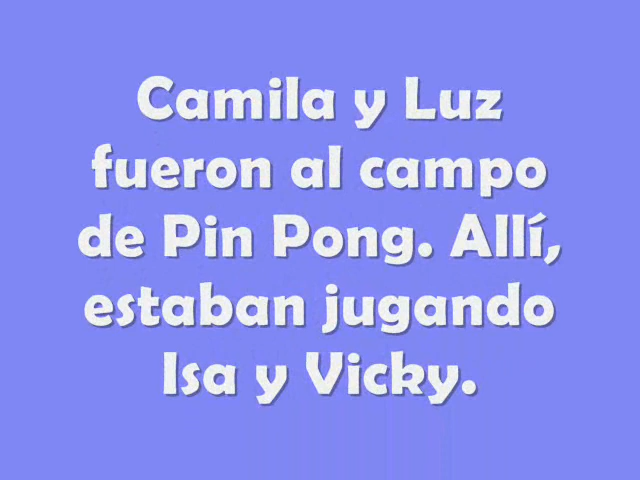 Camila y Luz
fueron al campo
de Pin Pong. Allí,
estaban jugando
Isa y Vicky.